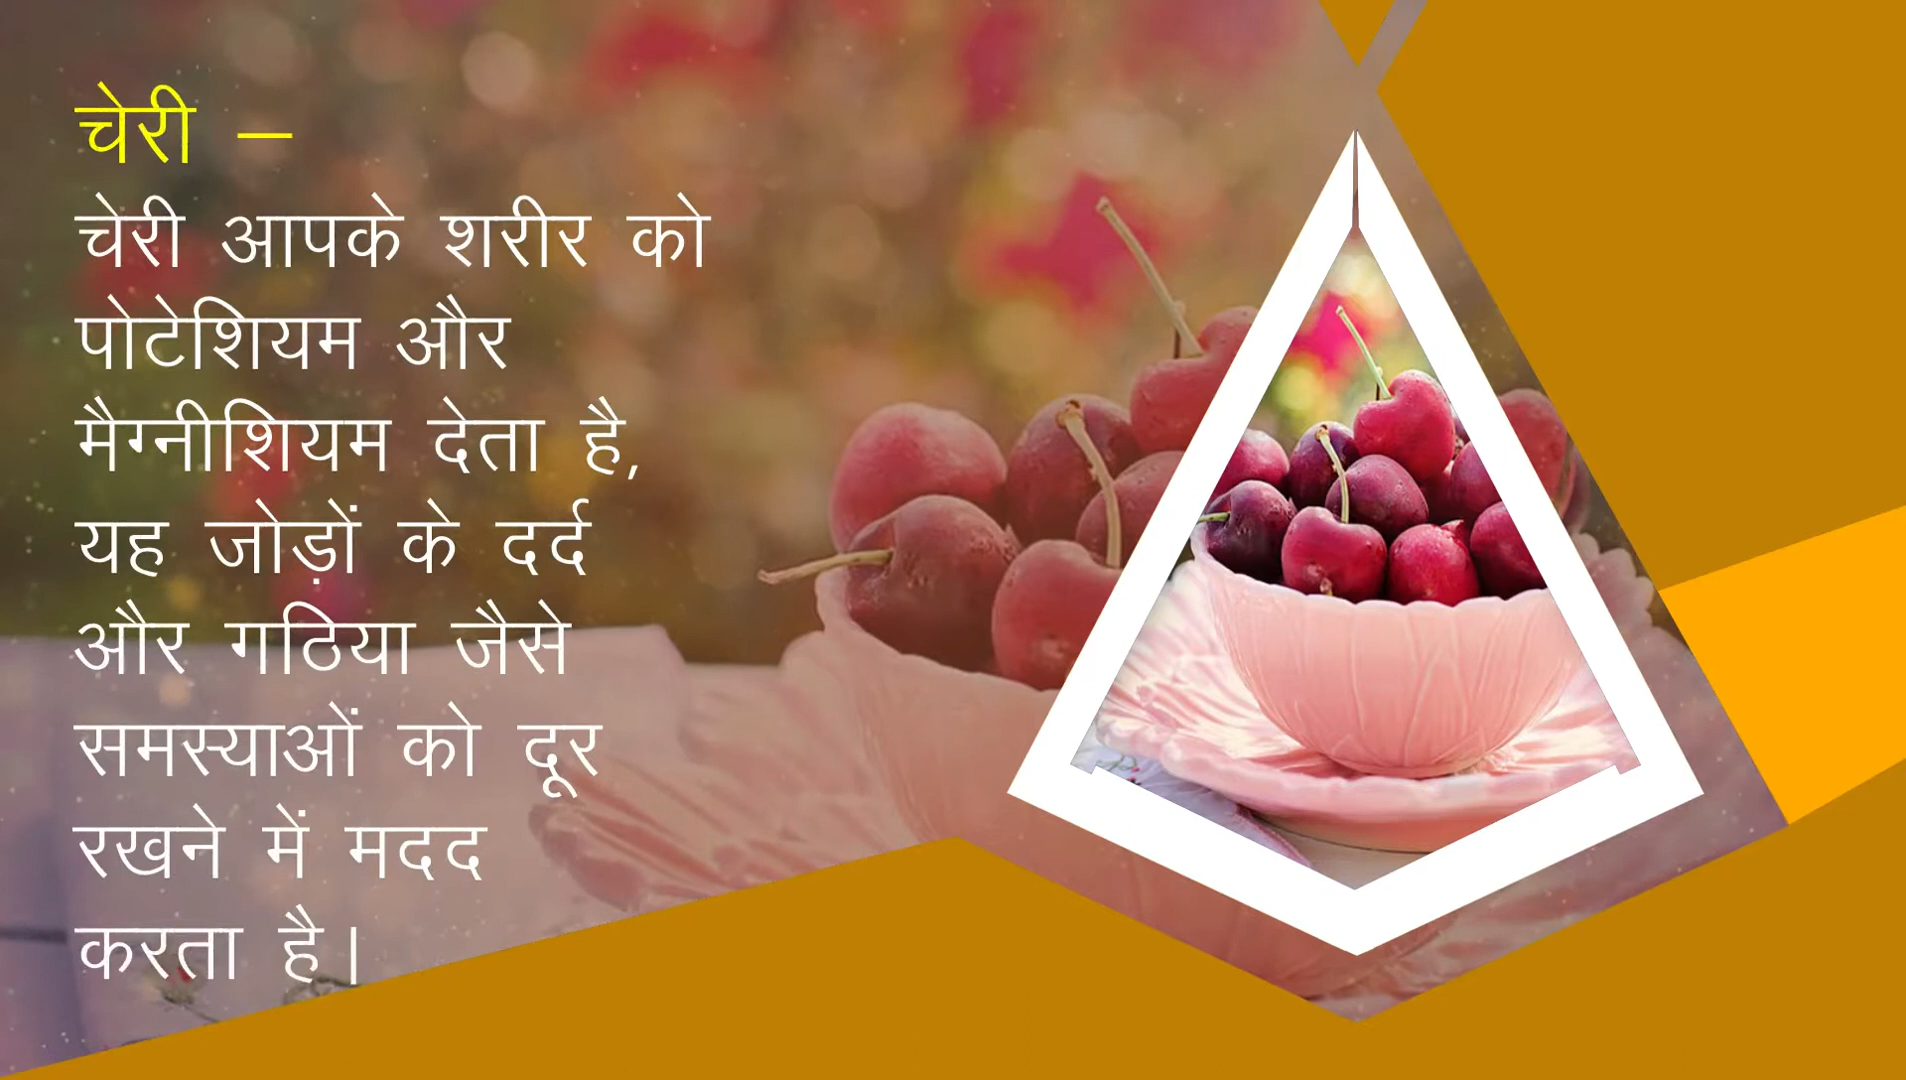 चेरी –
चेरी आपके शरीर को
पोटेशियम और
मैग्नीशियम देता है,
यह जोड़ों के दर्द
और गठिया जैसे
समस्याओं को दूर
रखने में मदद
करता है।